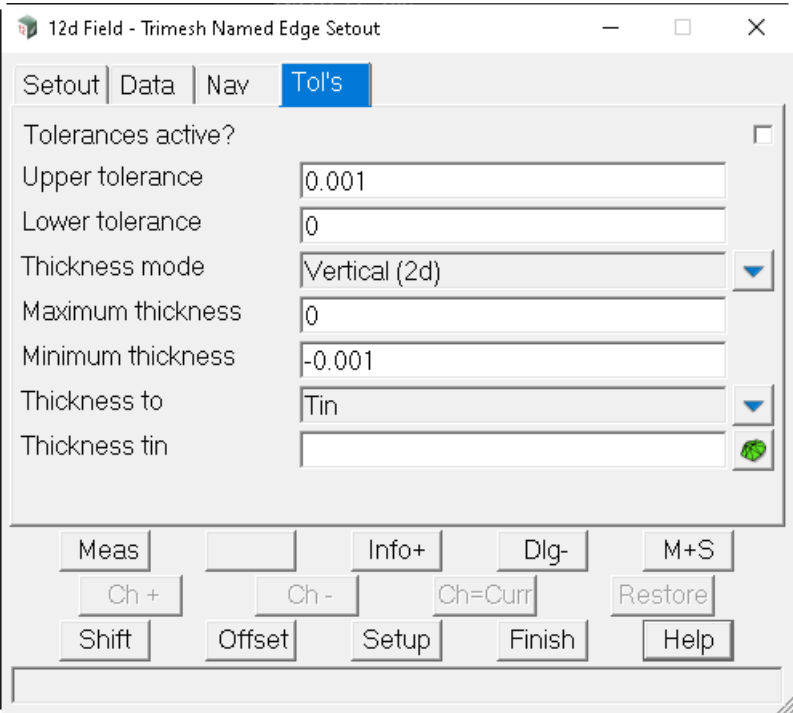 12d Field - Trimesh Named Edge Setout
Setout Data Nav Tol's
Tolerances active?
Upper tolerance 0.001
Lower tolerance 0
Thickness mode Vertical (2d)
Maximum thickness 0
Minimum thickness -0.001
Thickness to Tin
Thickness tin
Meas Info+ Dlg- M+S
Ch + Ch - Ch=Curr Restore
Shift Offset Setup Finish Help